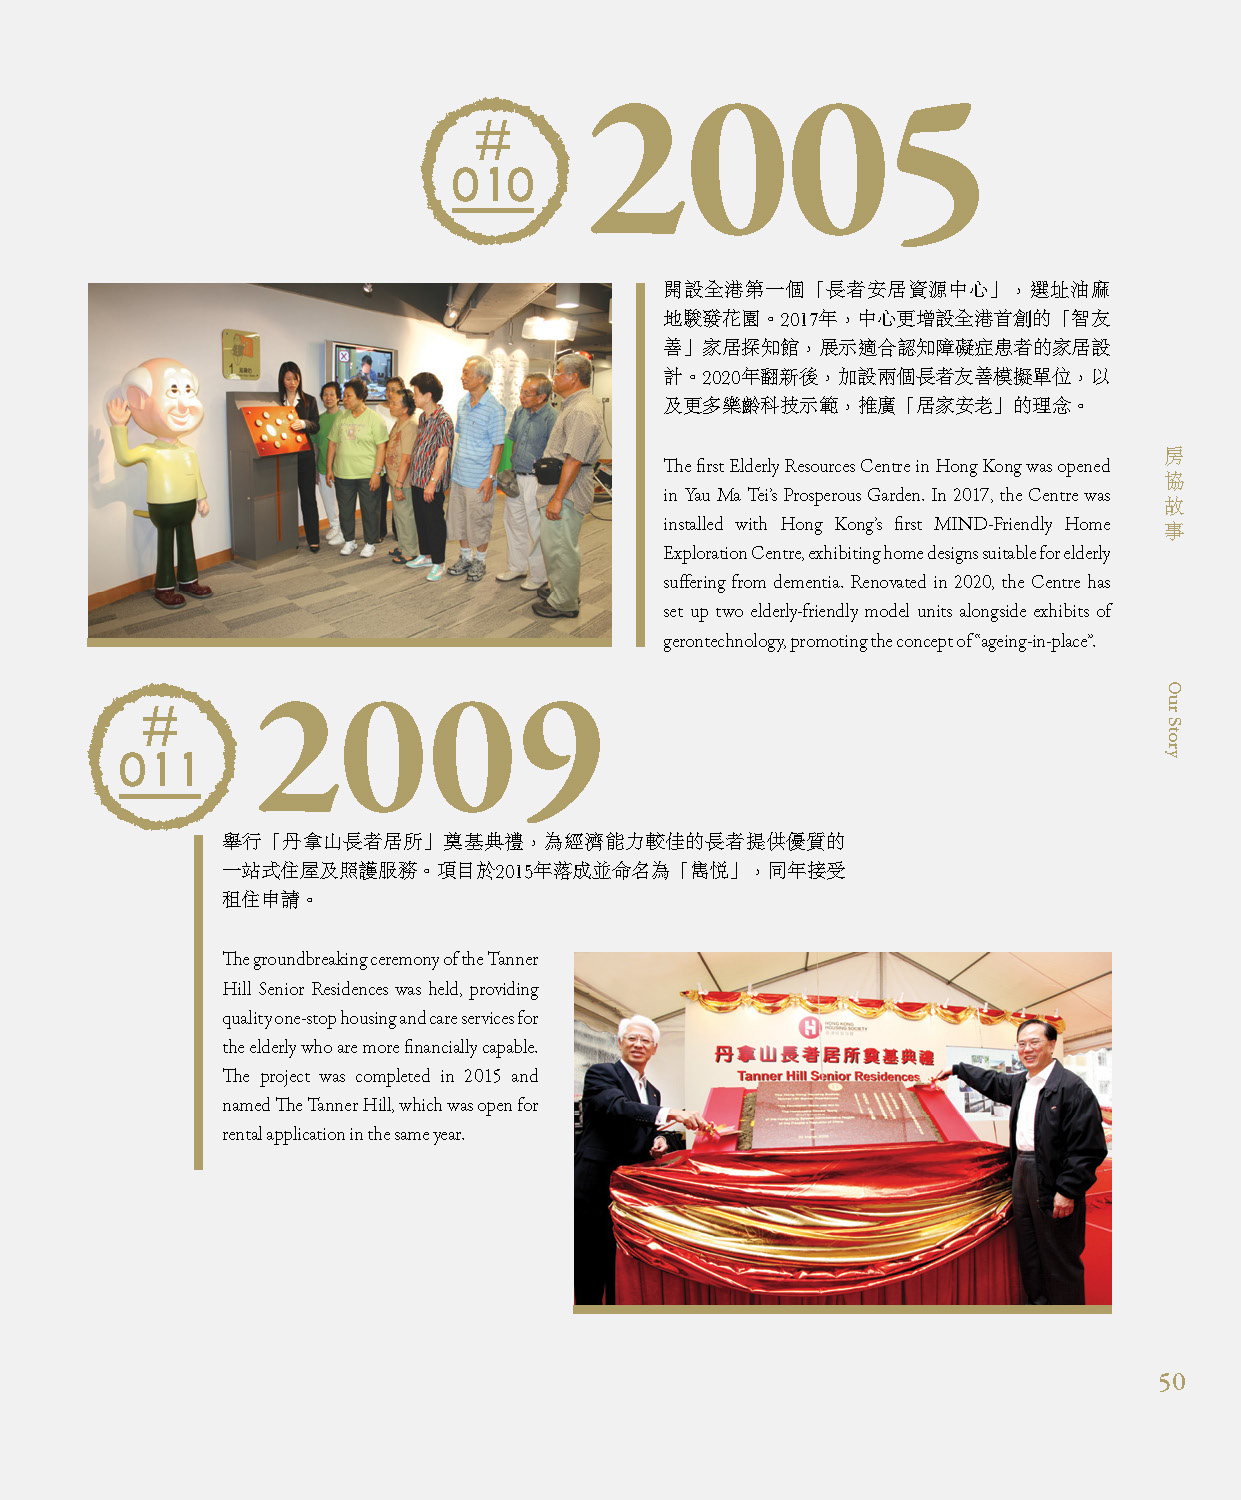 #
010
2005
開設全港第一個「長者安居資源中心」，選址油麻
地駿發花園。2017年，中心更增設全港首創的「智友
善」家居探知館，展示適合認知障礙症患者的家居設
計。2020年翻新後，加設兩個長者友善模擬單位，以
及更多樂齡科技示範，推廣「居家安老」的理念。
The first Elderly Resources Centre in Hong Kong was opened
in Yau Ma Tei’s Prosperous Garden. In 2017, the Centre was
installed with Hong Kong’s first MIND-Friendly Home
Exploration Centre, exhibiting home designs suitable for elderly
suffering from dementia. Renovated in 2020, the Centre has
set up two elderly-friendly model units alongside exhibits of
gerontechnology, promoting the concept of “ageing-in-place”.
房協故事
Our Story
#
011
2009
舉行「丹拿山長者居所」奠基典禮，為經濟能力較佳的長者提供優質的
一站式住屋及照護服務。項目於2015年落成並命名為「雋悦」，同年接受
租住申請。
The groundbreaking ceremony of the Tanner
Hill Senior Residences was held, providing
quality one-stop housing and care services for
the elderly who are more financially capable.
The project was completed in 2015 and
named The Tanner Hill, which was open for
rental application in the same year.
HONG KONG
HOUSING SOCIETY
丹拿山長者居所奠基典禮
Tanner Hill Senior Residences
50